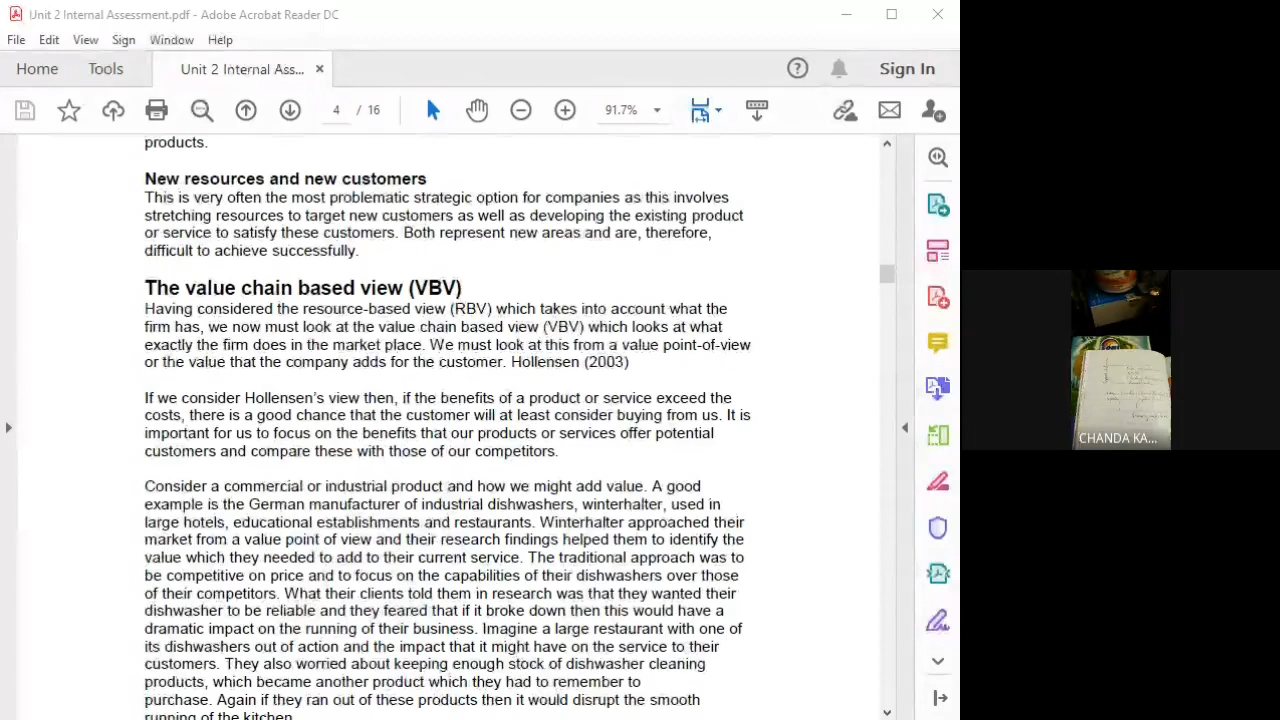 Unit 2 Internal Assessment.pdf - Adobe Acrobat Reader DC
File Edit View Sign Window Help
Home Tools Unit 2 Internal Ass... × Sign In
4 / 16 91.7%
products.
New resources and new customers
This is very often the most problematic strategic option for companies as this involves
stretching resources to target new customers as well as developing the existing product
or service to satisfy these customers. Both represent new areas and are, therefore,
difficult to achieve successfully.
The value chain based view (VBV)
Having considered the resource-based view (RBV) which takes into account what the
firm has, we now must look at the value chain based view (VBV) which looks at what
exactly the firm does in the market place. We must look at this from a value point-of-view
or the value that the company adds for the customer. Hollensen (2003)
If we consider Hollensen's view then, if the benefits of a product or service exceed the
costs, there is a good chance that the customer will at least consider buying from us. It is
important for us to focus on the benefits that our products or services offer potential
customers and compare these with those of our competitors.
Consider a commercial or industrial product and how we might add value. A good
example is the German manufacturer of industrial dishwashers, winterhalter, used in
large hotels, educational establishments and restaurants. Winterhalter approached their
market from a value point of view and their research findings helped them to identify the
value which they needed to add to their current service. The traditional approach was to
be competitive on price and to focus on the capabilities of their dishwashers over those
of their competitors. What their clients told them in research was that they wanted their
dishwasher to be reliable and they feared that if it broke down then this would have a
dramatic impact on the running of their business. Imagine a large restaurant with one of
its dishwashers out of action and the impact that it might have on the service to their
customers. They also worried about keeping enough stock of dishwasher cleaning
products, which became another product which they had to remember to
purchase. Again if they ran out of these products then it would disrupt the smooth
running of the kitchen.
CHANDA KA...